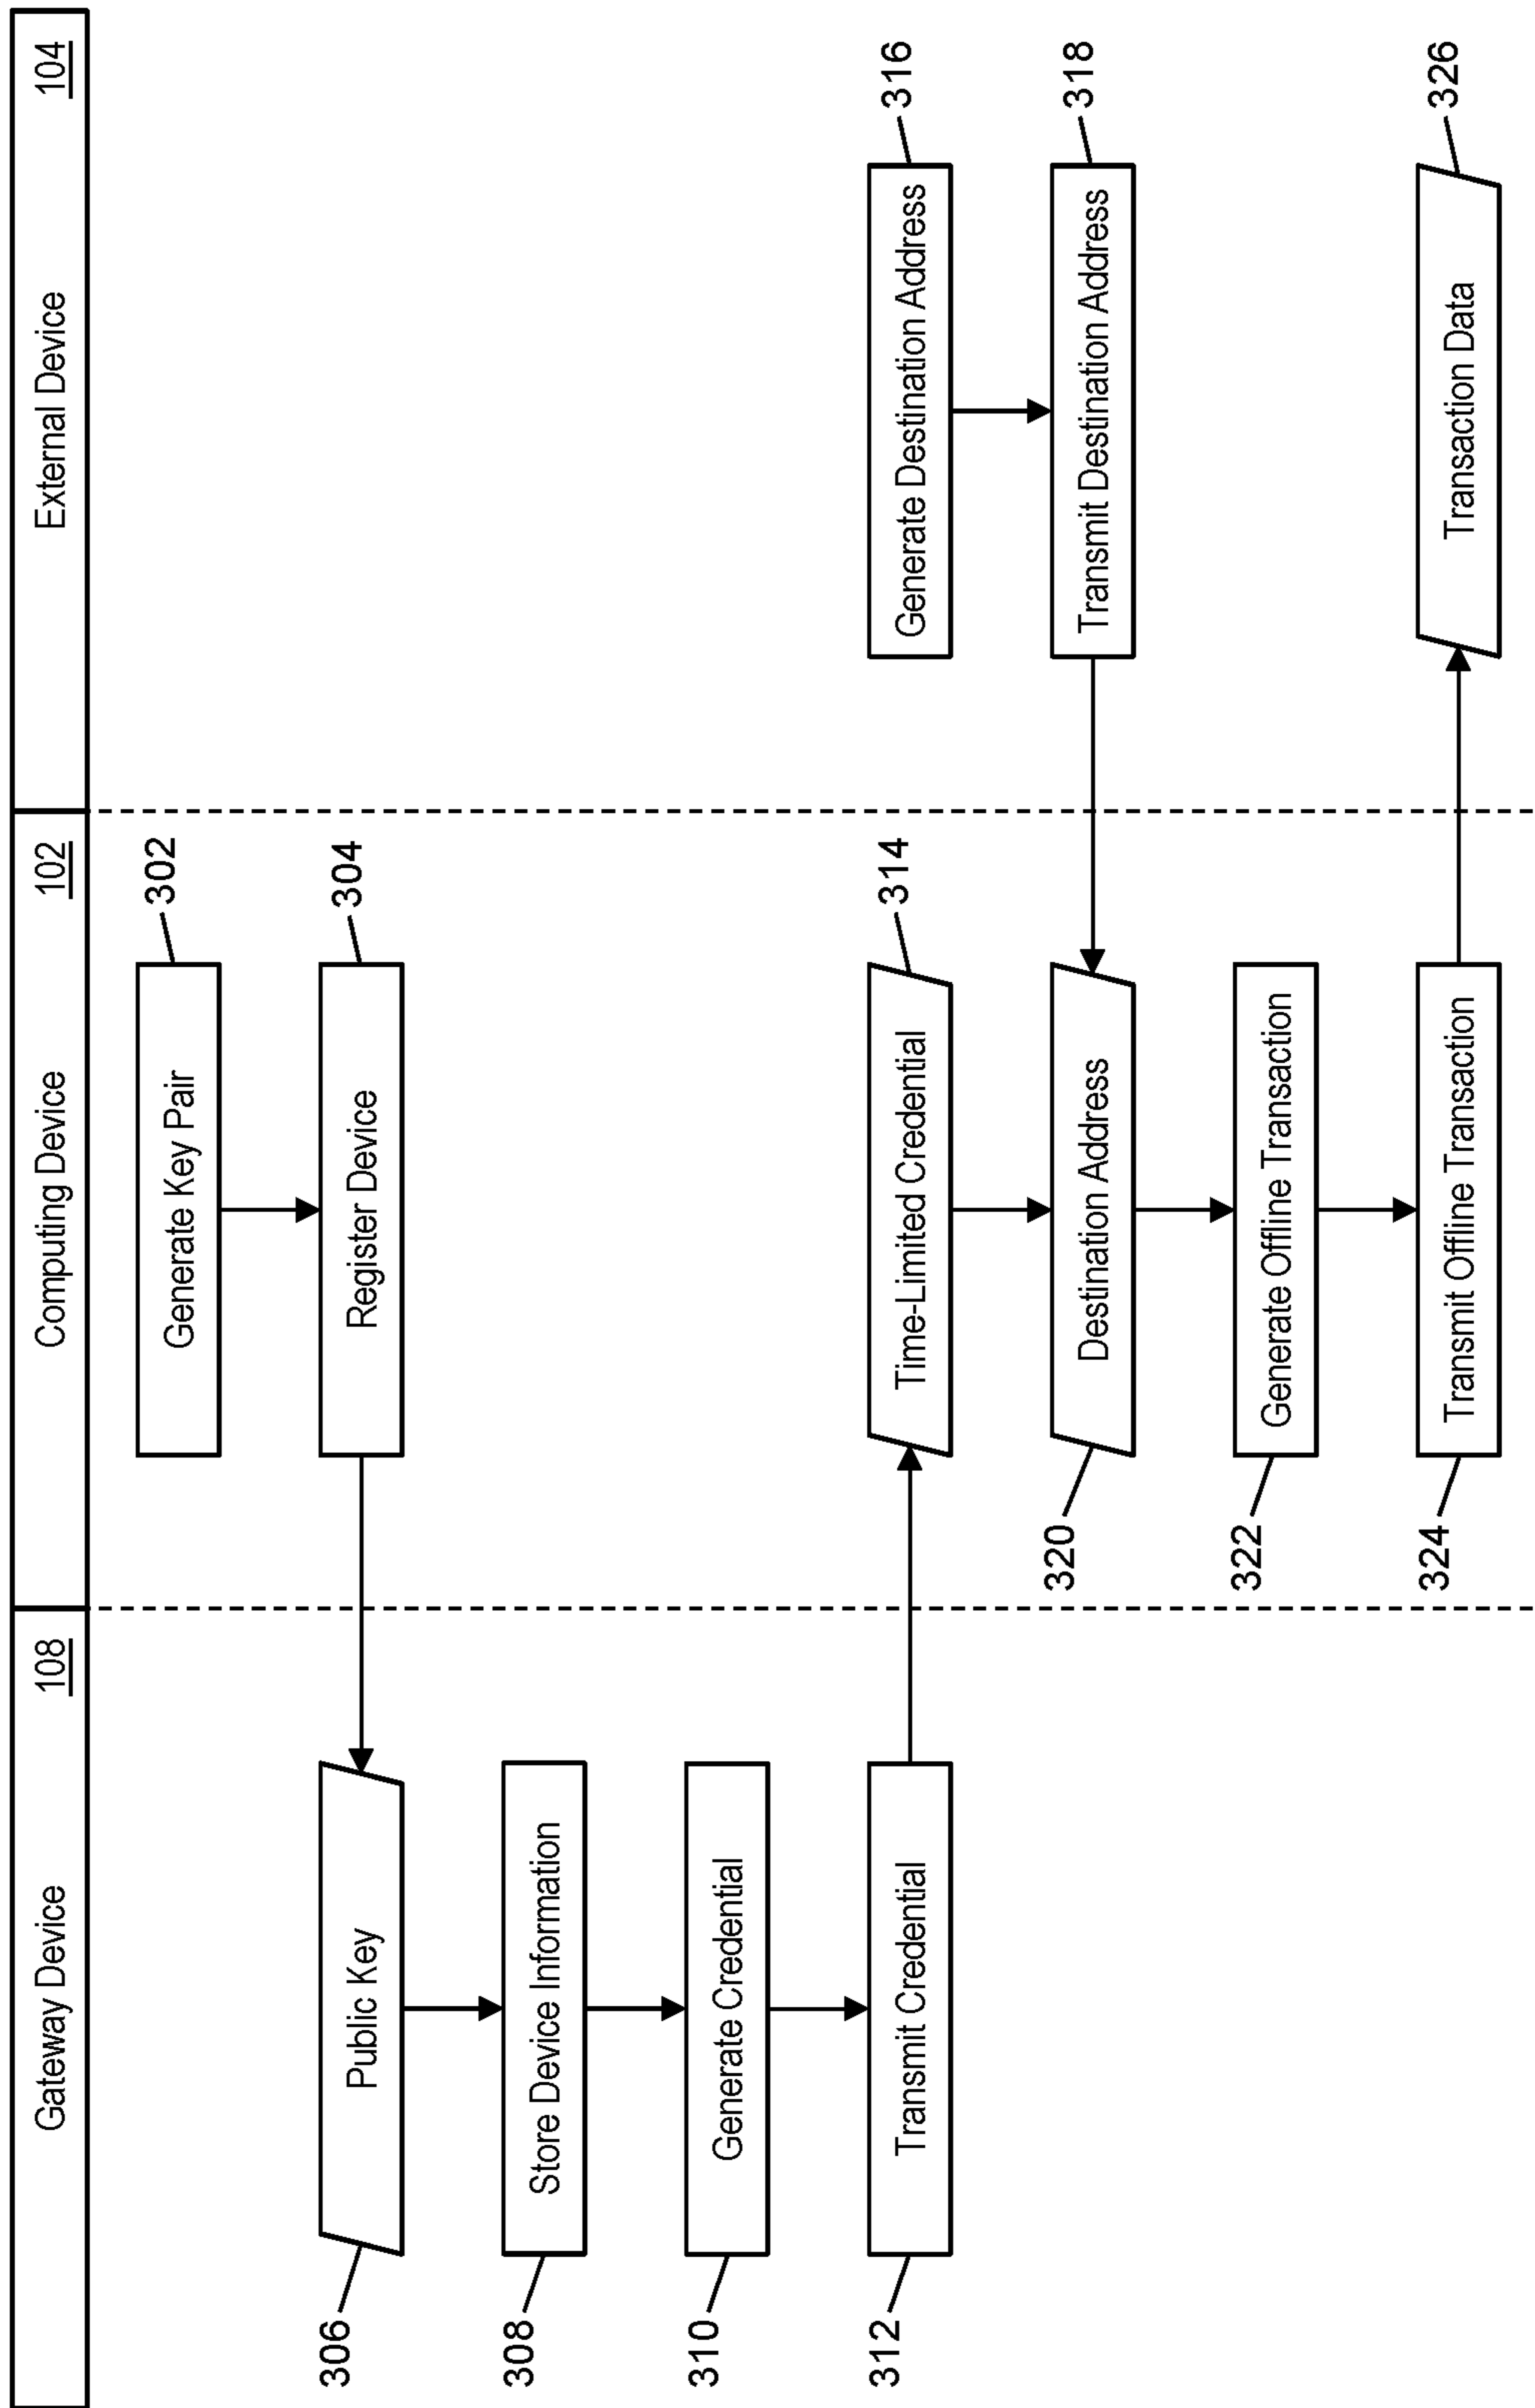 Gateway Device 108
Computing Device 102
External Device 104
Generate Key Pair
302
Register Device
304
306
Public Key
308
Store Device Information
310
Generate Credential
312
Transmit Credential
Time-Limited Credential
314
Generate Destination Address
316
Transmit Destination Address
318
320
Destination Address
322
Generate Offline Transaction
324
Transmit Offline Transaction
Transaction Data
326